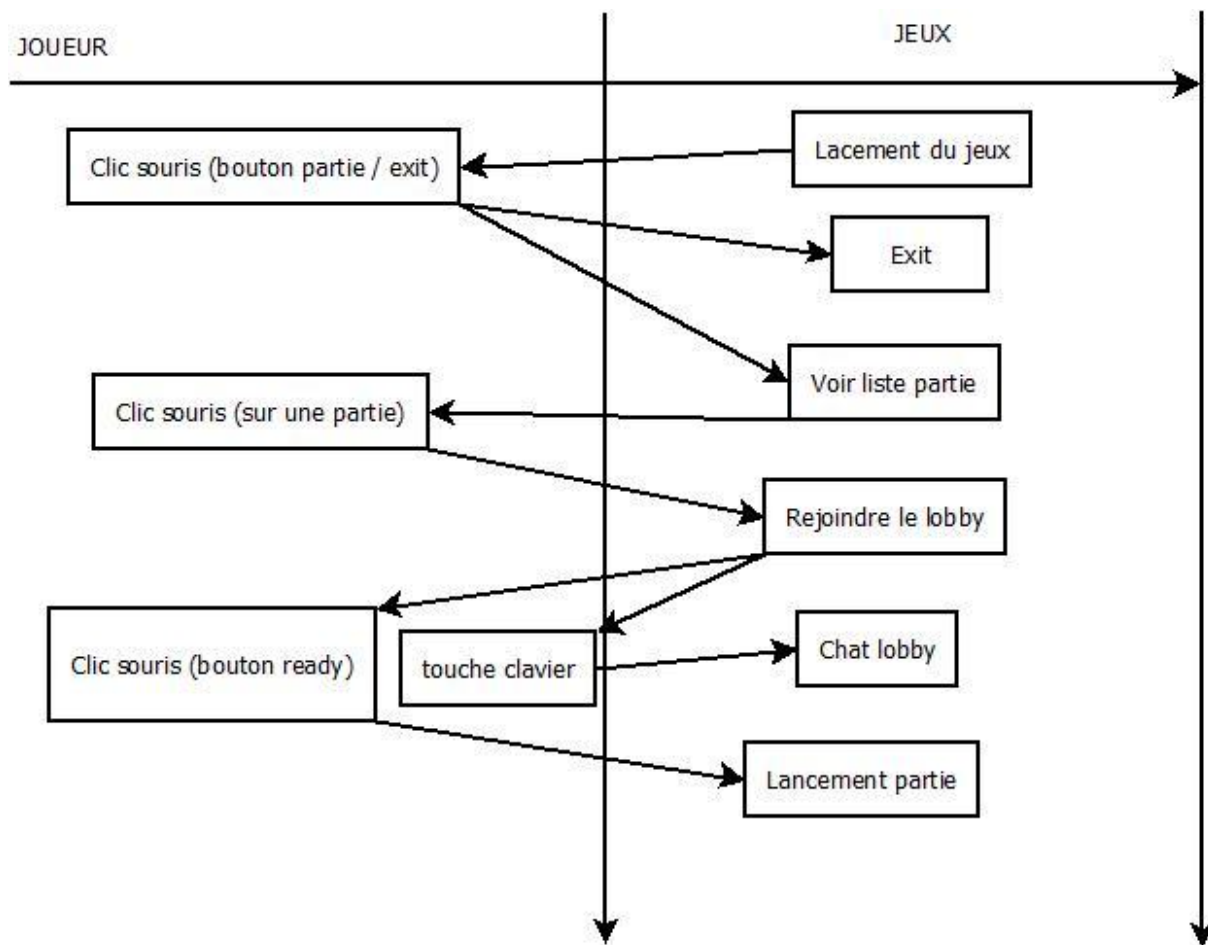 JOUEUR
JEUX
Clic souris (bouton partie / exit)
Lacement du jeux
Exit
Voir liste partie
Clic souris (sur une partie)
Rejoindre le lobby
Clic souris (bouton ready)
touche clavier
Chat lobby
Lancement partie